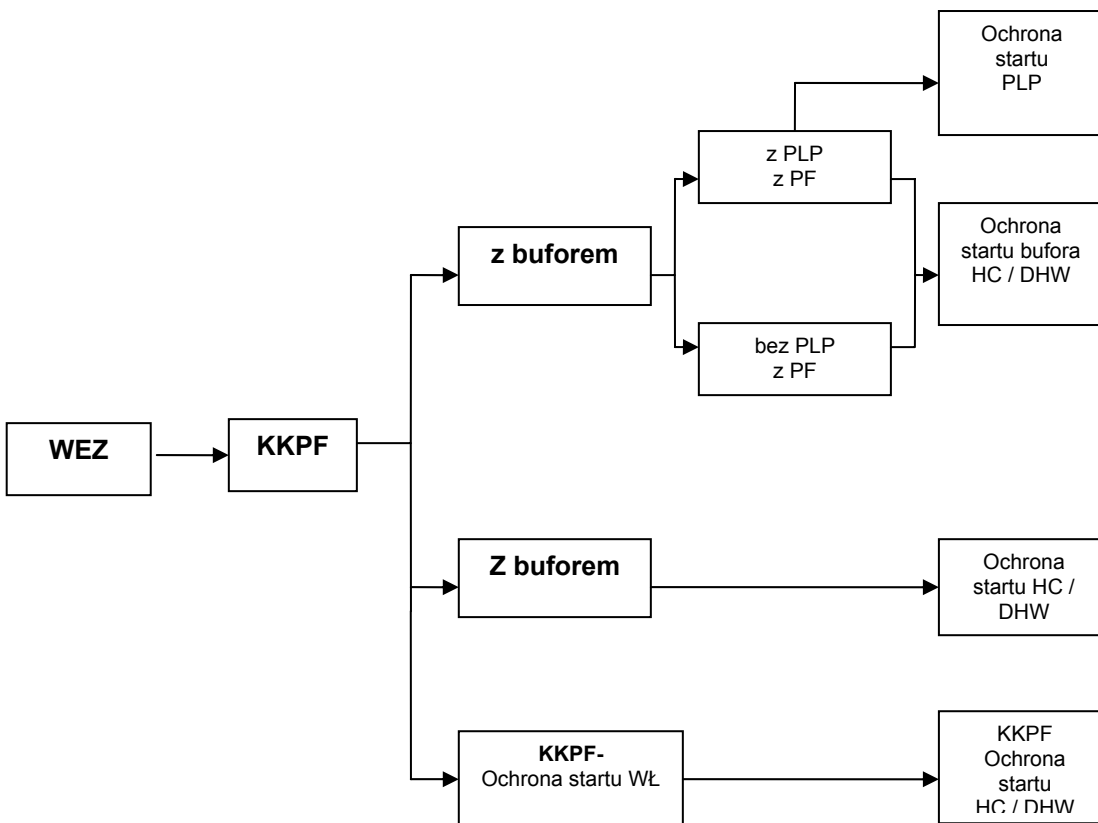 Ochrona
startu
PLP
z PLP
z PF
z buforem
Ochrona
startu bufora
HC / DHW
bez PLP
z PF
WEZ
KKPF
Z buforem
Ochrona
startu HC /
DHW
KKPF-
Ochrona startu WŁ
KKPF
Ochrona
startu
HC / DHW